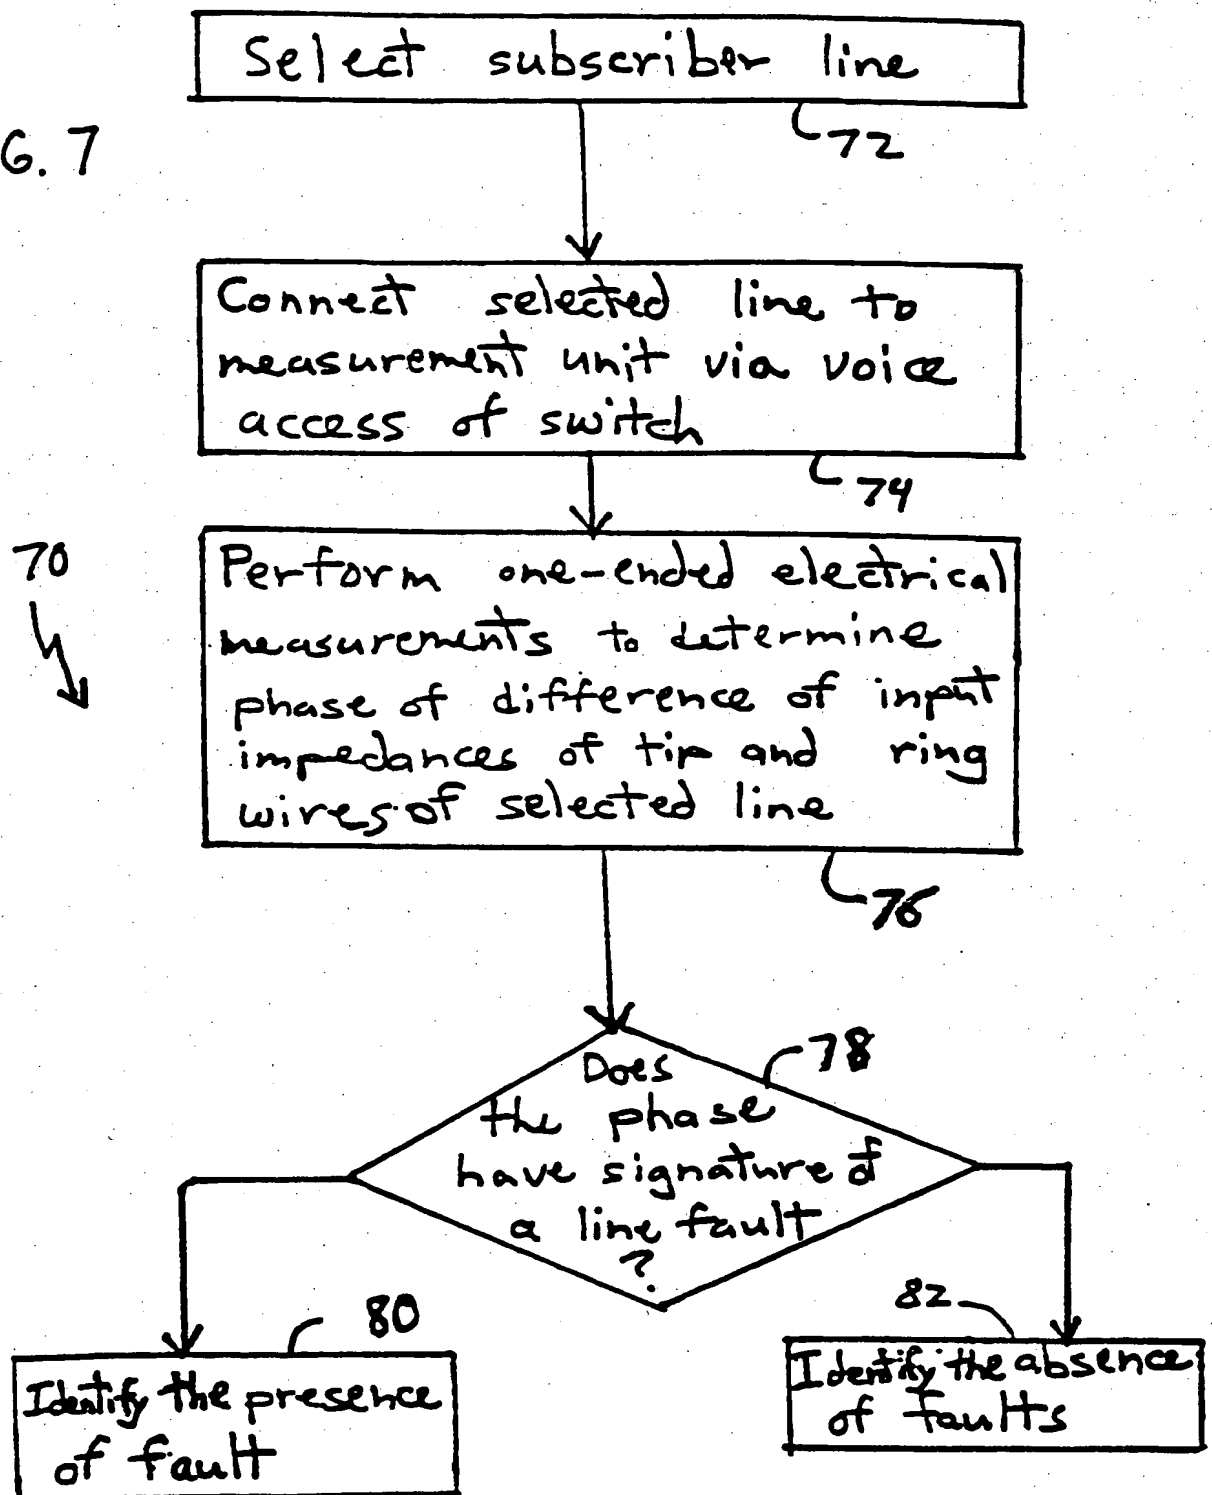 Select subscriber line
72
G. 7
Connect selected line to
measurement unit via voice
access of switch
74
70
Perform one-ended electrical
measurements to determine
phase of difference of input
impedances of tip and ring
wires of selected line
76
78
Does
the phase
have signature of
a line fault
?
80
82
Identify the presence
of fault
Identify the absence
of faults